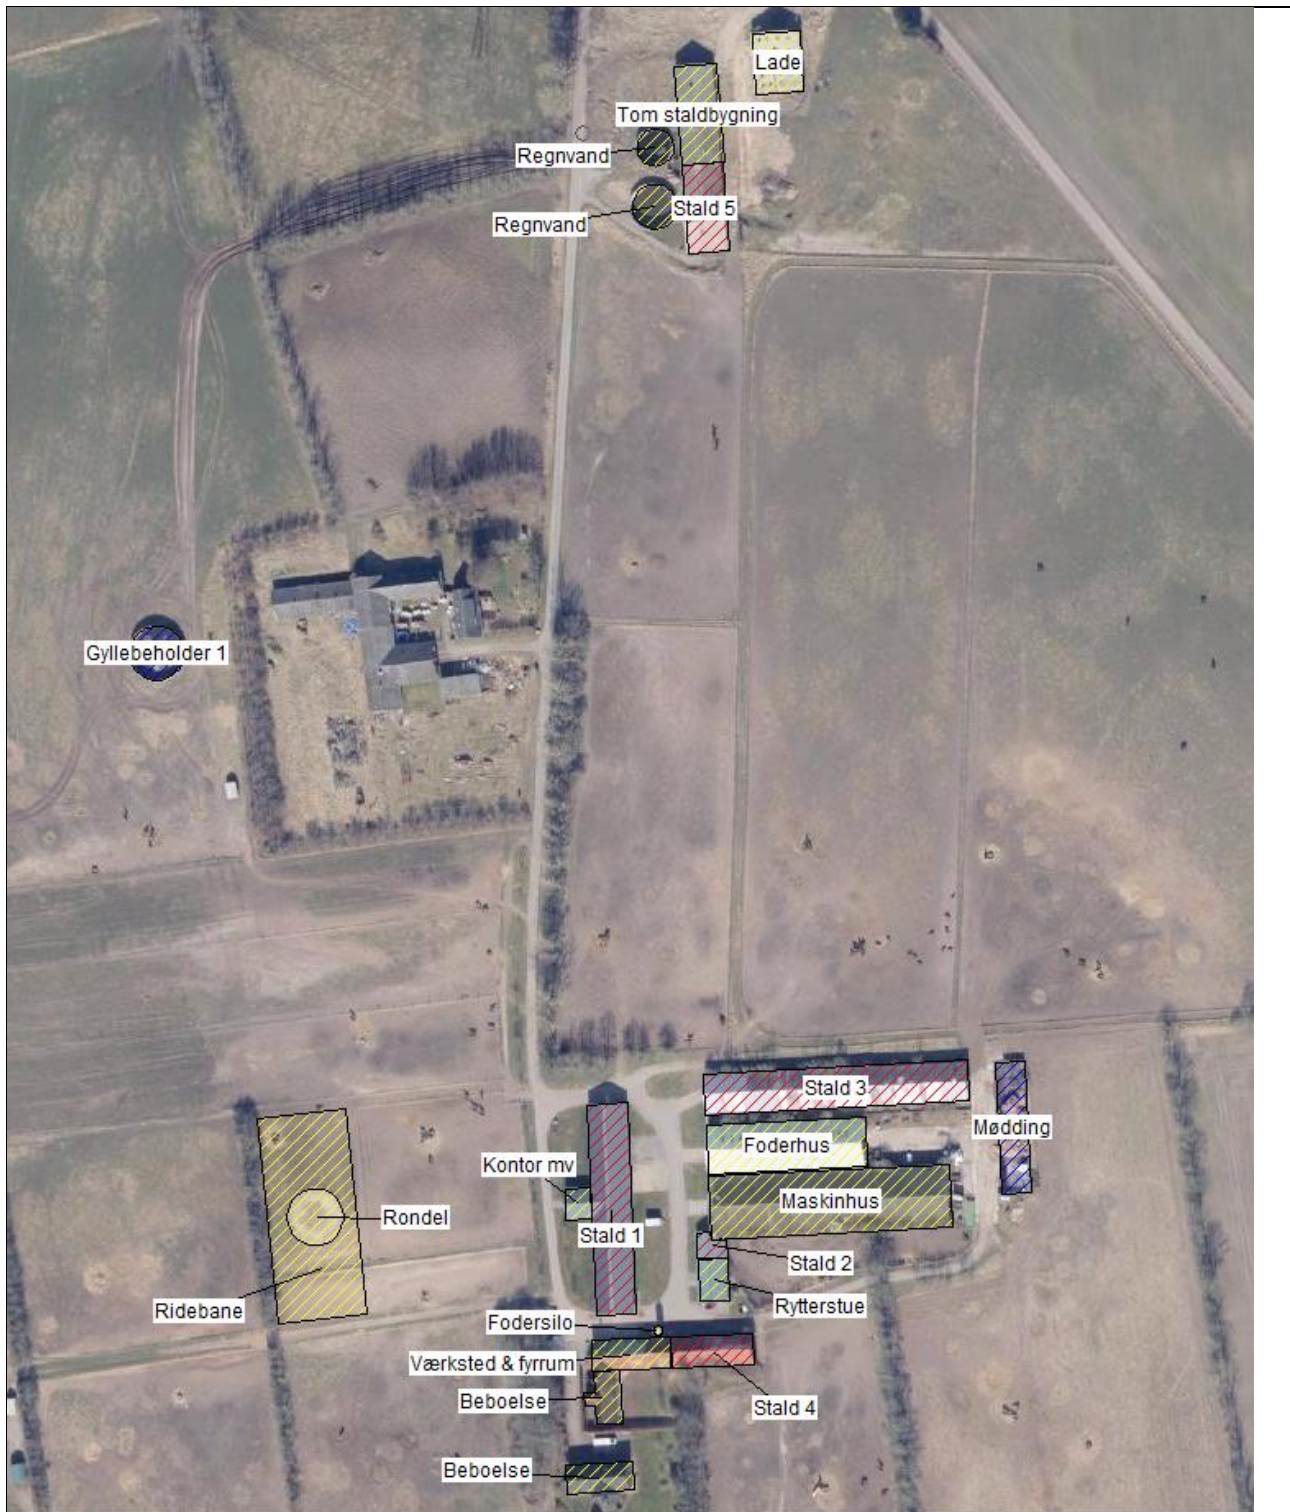 Lade
Tom staldbygning
Regnvand
Stald 5
Regnvand
Gyllebeholder 1
Stald 3
Mødding
Foderhus
Kontor mv
Maskinhus
Rondel
Stald 1
Stald 2
Ridebane
Rytterstue
Fodersilo
Værksted & fyrrum
Beboelse
Stald 4
Beboelse